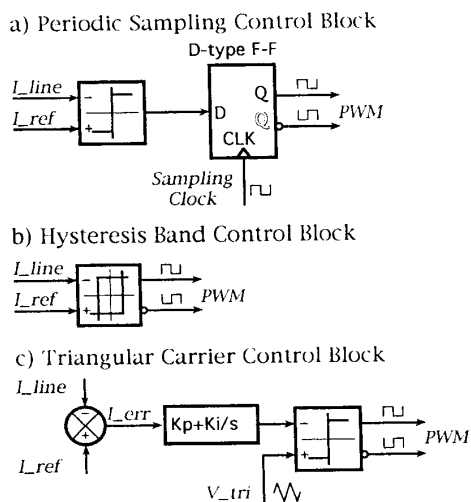 a) Periodic Sampling Control Block
D-type F-F
I_line
I_ref
−
+
D
Q
Q
CLK
PWM
Sampling
Clock
b) Hysteresis Band Control Block
I_line
I_ref
−
+
PWM
c) Triangular Carrier Control Block
I_line
−
+
I_err
Kp+Ki/s
−
+
PWM
I_ref
V_tri